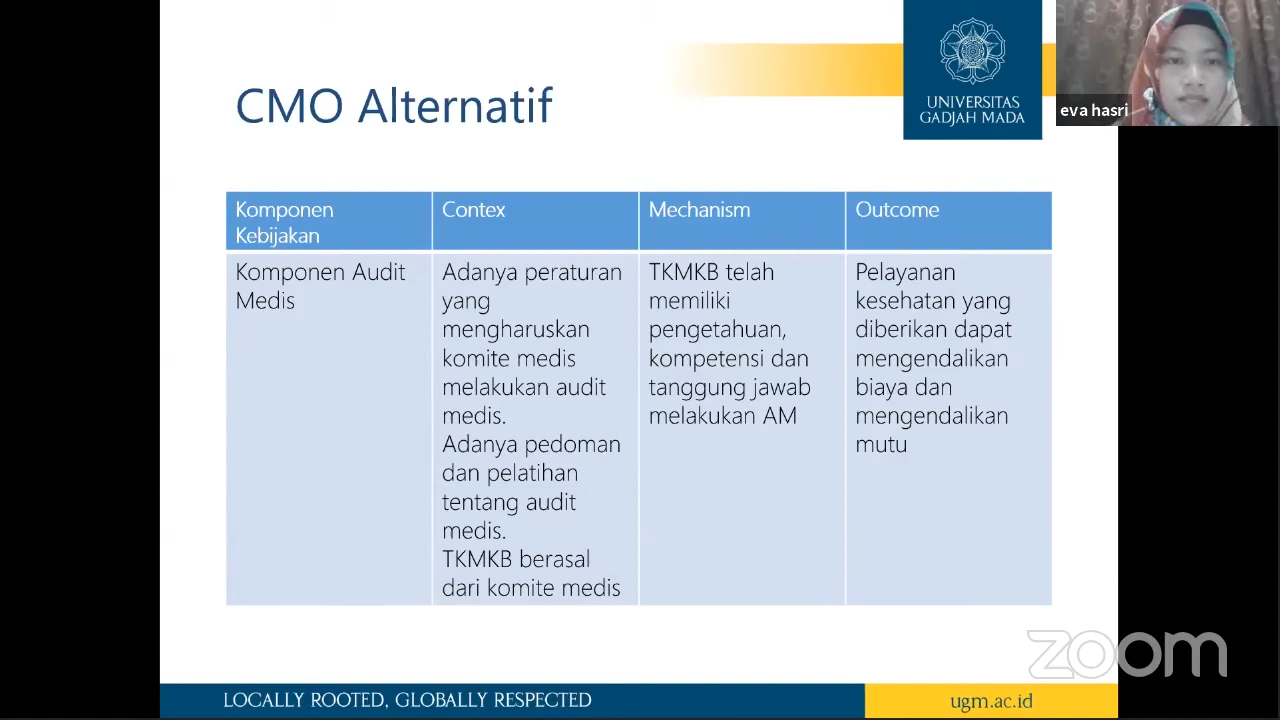 CMO Alternatif
UNIVERSITAS
GADJAH MADA
eva hasri
Komponen
Kebijakan
Contex
Mechanism
Outcome
Komponen Audit
Medis
Adanya peraturan
yang
mengharuskan
komite medis
melakukan audit
medis.
Adanya pedoman
dan pelatihan
tentang audit
medis.
TKMKB berasal
dari komite medis
TKMKB telah
memiliki
pengetahuan,
kompetensi dan
tanggung jawab
melakukan AM
Pelayanan
kesehatan yang
diberikan dapat
mengendalikan
biaya dan
mengendalikan
mutu
zoom
LOCALLY ROOTED, GLOBALLY RESPECTED
ugm.ac.id